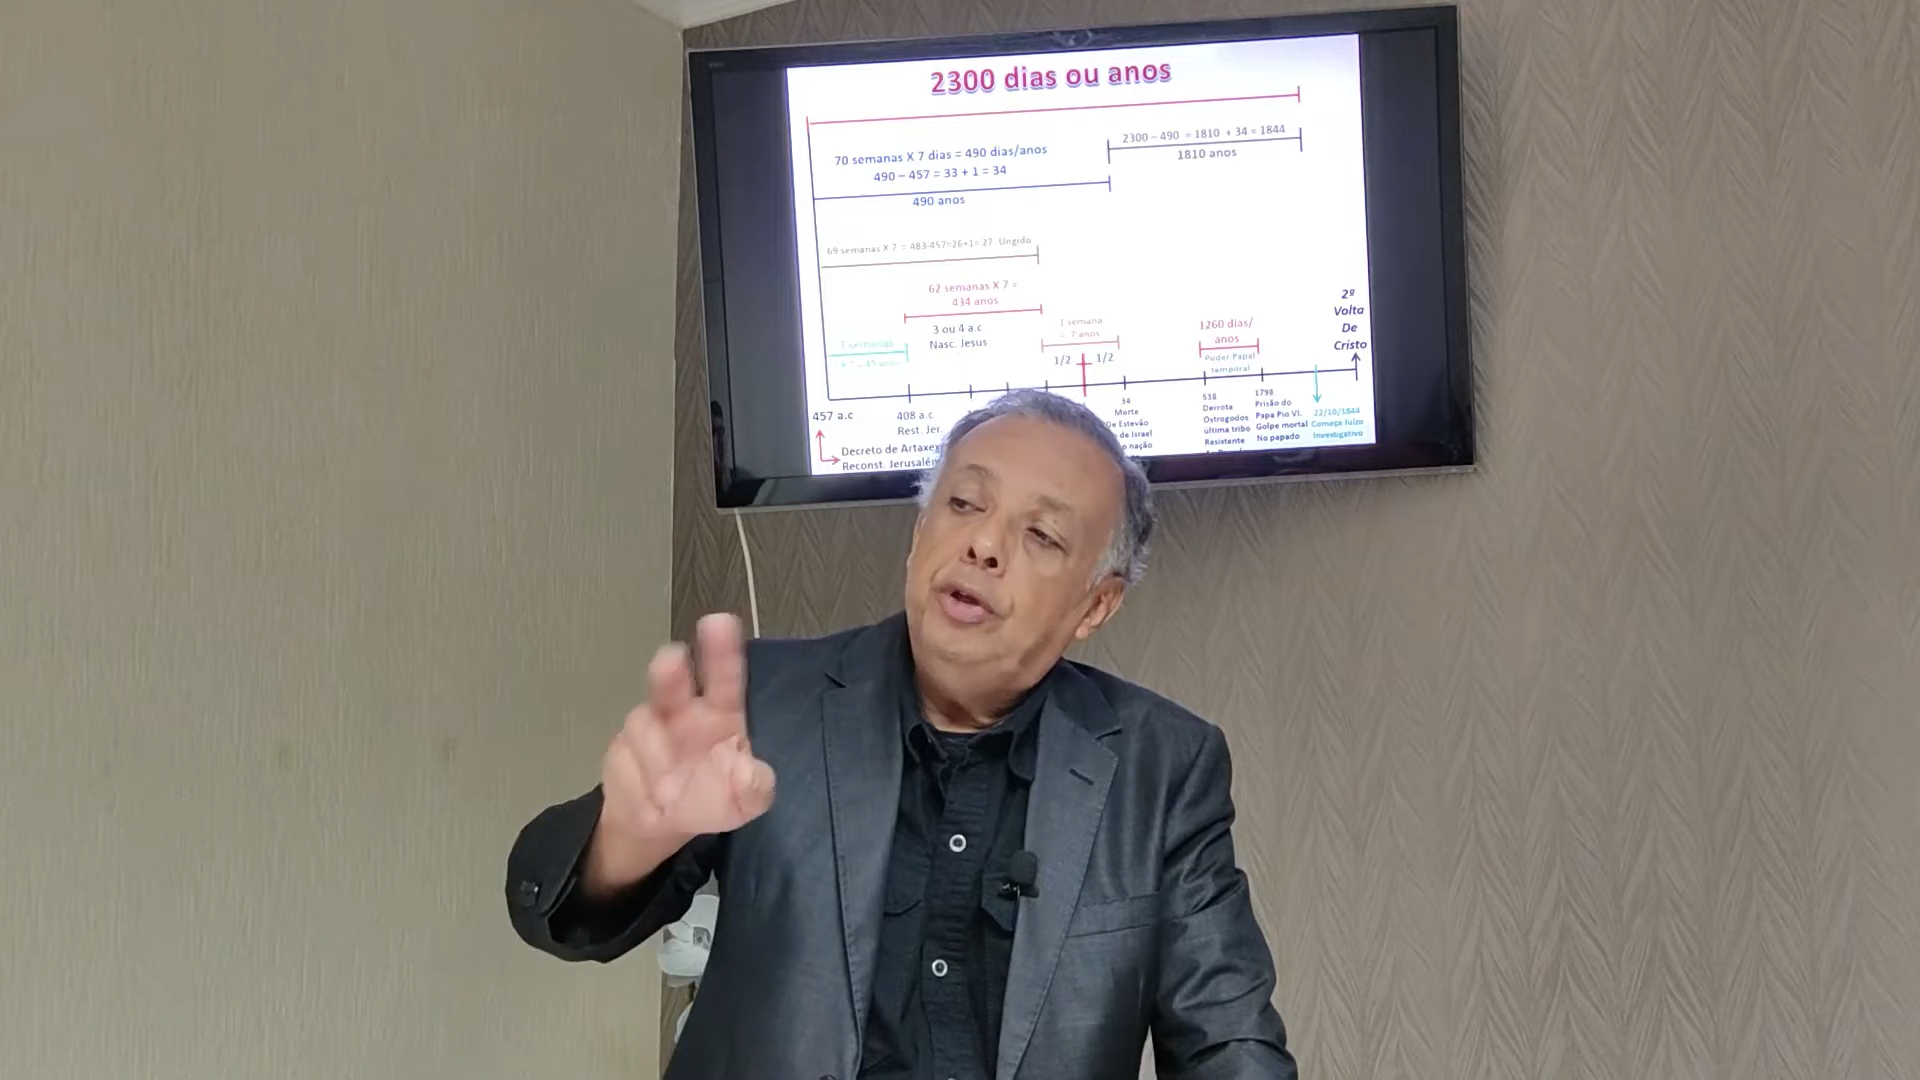 2300 dias ou anos
2300 – 490 = 1810 + 34 = 1844
1810 anos
70 semanas X 7 dias = 490 dias/anos
490 – 457 = 33 + 1 = 34
490 anos
69 semanas X 7 = 483-457=26+1= 27 Ungido
62 semanas X 7 =
434 anos
3 ou 4 a.c
Nasc. Jesus
7 semanas
1 semana
= 7 anos
1/2
1/2
1260 dias/
anos
Poder Papal
temporal
2ª
Volta
De
Cristo
457 a.c
408 a.c
Rest. Jer.
Decreto de Artaxe
Reconst. Jerusalé
34
Morte
De Estevão
de Israel
nação
538
Derrota
Ostrogodos
última tribo
Resistente
1798
Prisão do
Papa Pio VI.
Golpe mortal
No papado
22/10/1844
Começa Juízo
Investigativo